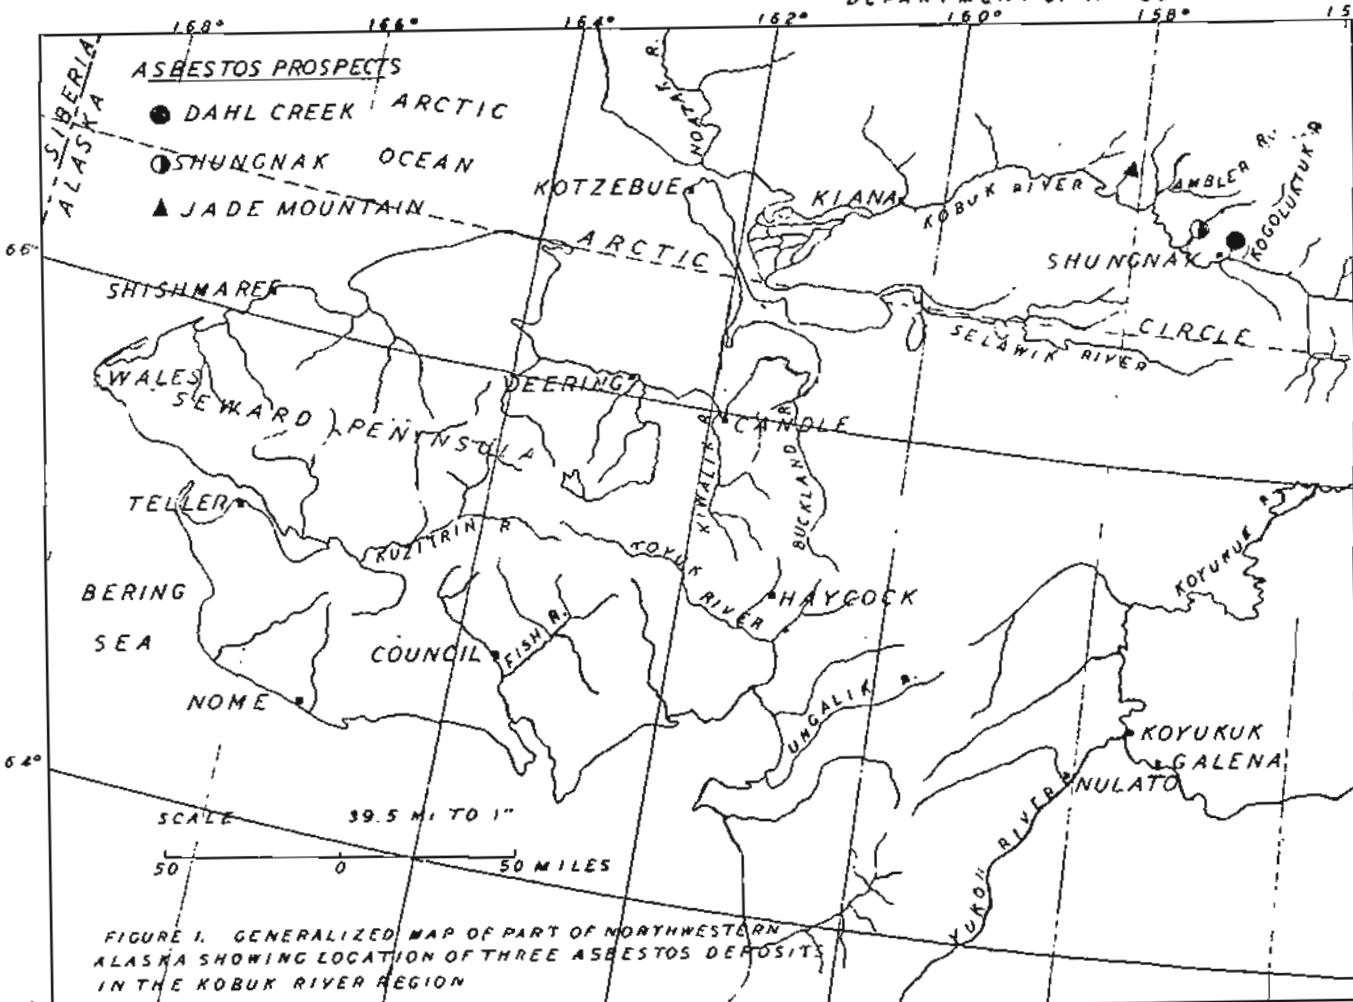 168° 166° 164° 162° 160° 158° 15
SIBERIA
ALASKA
ASBESTOS PROSPECTS
DAHL CREEK
SHUNGNAK
JADE MOUNTAIN
ARCTIC
OCEAN
NOATAK R.
KOTZEBUE
KIANA
KOBUK RIVER
AMBLER R.
KOGOLUKTUK R
SHUNGNAK
66°
ARCTIC
CIRCLE
SHISHMAREF
SELAWIK RIVER
WALES
SEWARD PENINSULA
DEERING
CANDLE
KIWALIK R
BUCKLAND R
TELLER
KUZITRIN R
KOYUK RIVER
KOYUKUK R
BERING
SEA
HAYCOCK
COUNCIL
FISH R.
NOME
UNGALIK R.
KOYUKUK
GALENA
NULATO
64°
YUKON RIVER
SCALE 39.5 MI TO 1"
50 0 50 MILES
FIGURE 1. GENERALIZED MAP OF PART OF NORTHWESTERN
ALASKA SHOWING LOCATION OF THREE ASBESTOS DEPOSITS
IN THE KOBUK RIVER REGION